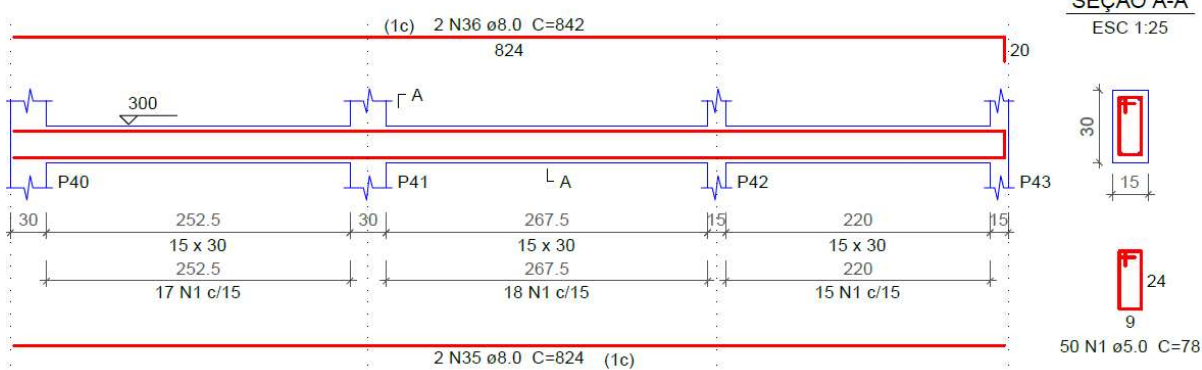 SEÇÃO A-A
ESC 1:25
(1c) 2 N36 ø8.0 C=842
824
20
A
300
30
15
P40
P41
A
P42
P43
30 252.5 30 267.5 15 220 15
15 x 30 15 x 30 15 x 30
252.5 267.5 220
17 N1 c/15 18 N1 c/15 15 N1 c/15
24
9
50 N1 ø5.0 C=78
2 N35 ø8.0 C=824 (1c)